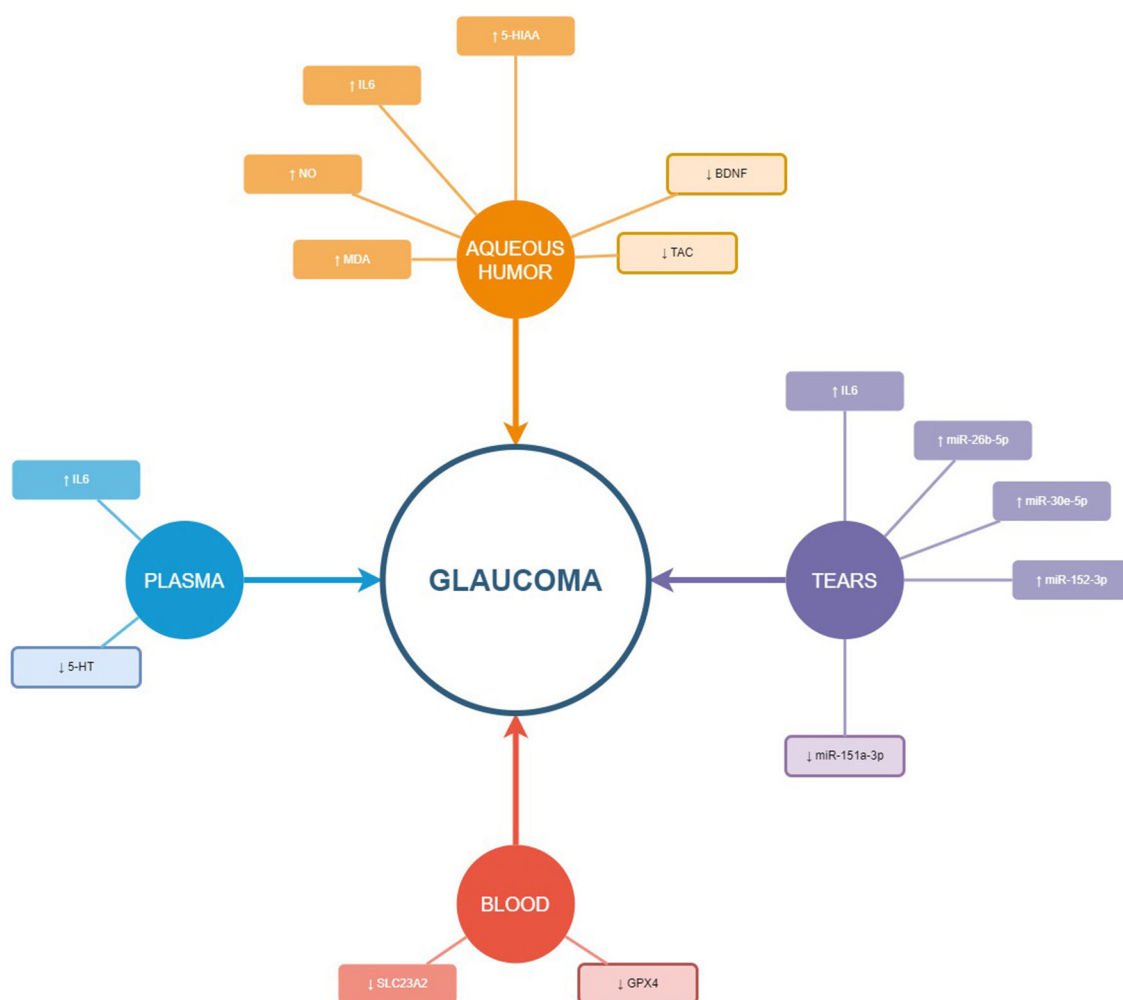 ↑ 5-HIAA
↑ IL6
↑ NO
↓ BDNF
↑ MDA
AQUEOUS
HUMOR
↓ TAC
↑ IL6
↑ miR-26b-5p
↑ miR-30e-5p
↑ miR-152-3p
TEARS
↓ miR-151a-3p
↑ IL6
PLASMA
↓ 5-HT
GLAUCOMA
BLOOD
↓ SLC23A2
↓ GPX4